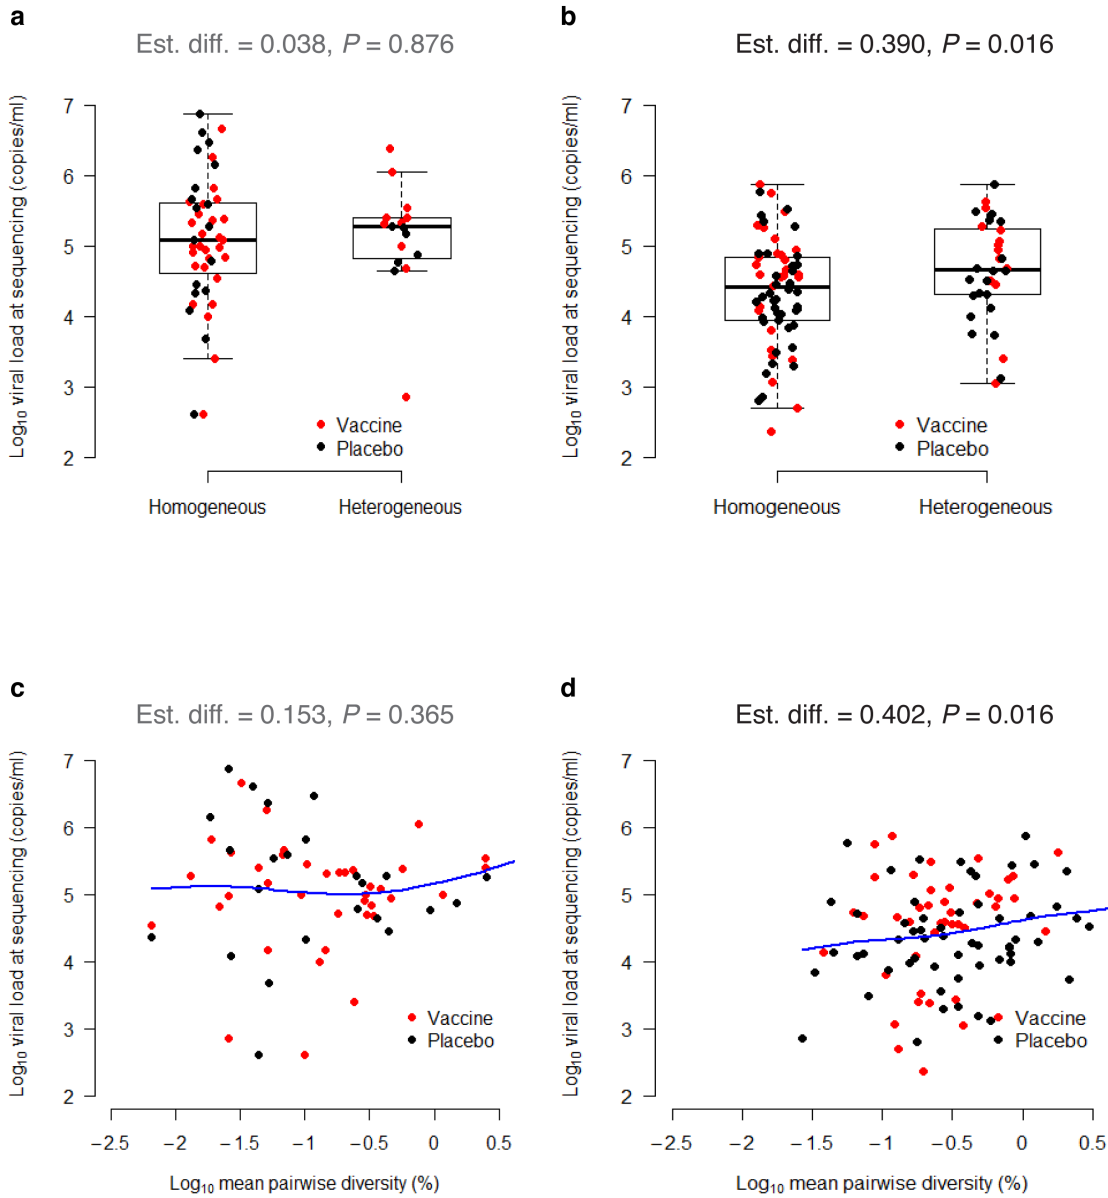 a
Est. diff. = 0.038, P = 0.876
Log10 viral load at sequencing (copies/ml)
7
6
5
4
3
2
Vaccine
Placebo
Homogeneous
Heterogeneous
b
Est. diff. = 0.390, P = 0.016
Log10 viral load at sequencing (copies/ml)
7
6
5
4
3
2
Vaccine
Placebo
Homogeneous
Heterogeneous
c
Est. diff. = 0.153, P = 0.365
Log10 viral load at sequencing (copies/ml)
7
6
5
4
3
2
Vaccine
Placebo
−2.5 −2 −1.5 −1 −0.5 0 0.5
Log10 mean pairwise diversity (%)
d
Est. diff. = 0.402, P = 0.016
Log10 viral load at sequencing (copies/ml)
7
6
5
4
3
2
Vaccine
Placebo
−2.5 −2 −1.5 −1 −0.5 0 0.5
Log10 mean pairwise diversity (%)